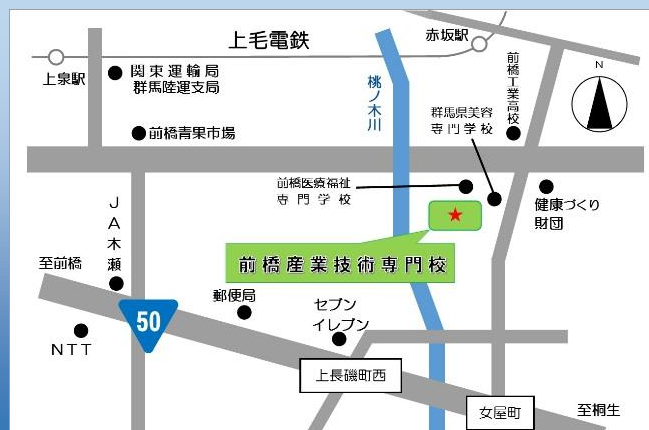 上毛電鉄
赤坂駅
上泉駅
関東運輸局
群馬陸運支局
桃ノ木川
前橋工業高校
N
群馬県美容
専門学校
前橋青果市場
前橋医療福祉
専門学校
健康づくり
財団
JA木瀬
前橋産業技術専門校
至前橋
50
郵便局
セブン
イレブン
NTT
上長磯町西
女屋町
至桐生